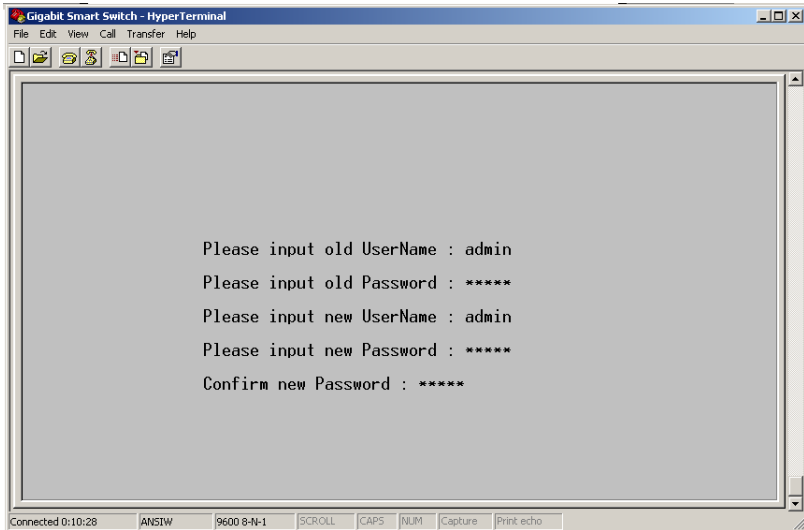 Gigabit Smart Switch - HyperTerminal
File Edit View Call Transfer Help
Please input old UserName : admin
Please input old Password : *****
Please input new UserName : admin
Please input new Password : *****
Confirm new Password : *****
Connected 0:10:28 ANSIW 9600 8-N-1 SCROLL CAPS NUM Capture Print echo